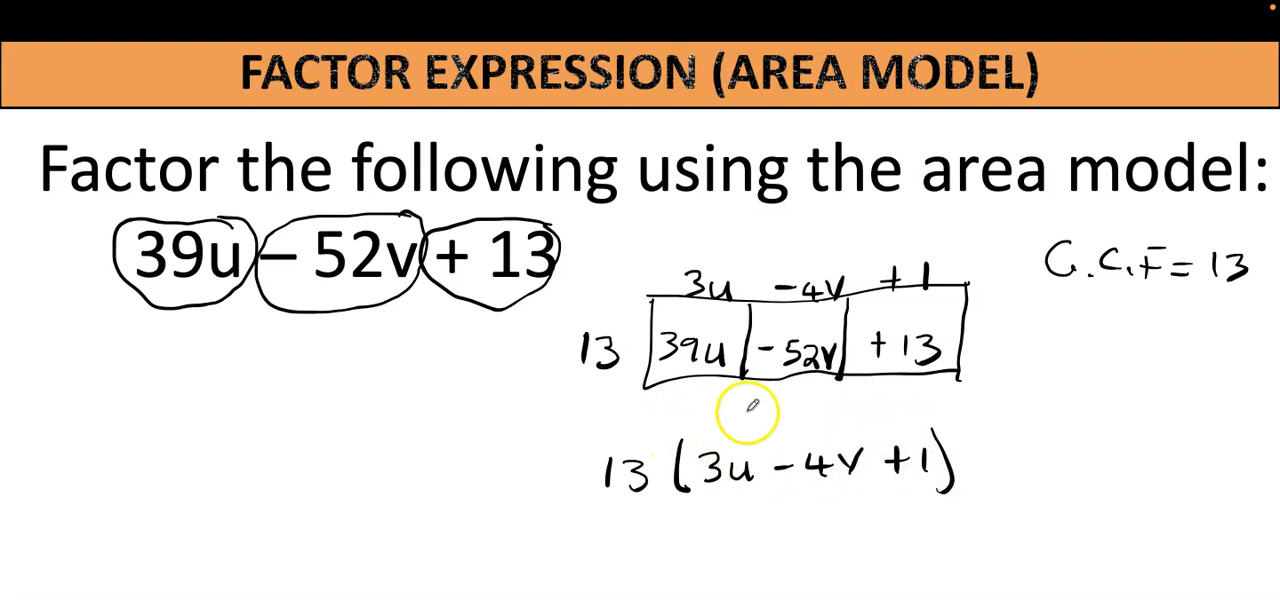 FACTOR EXPRESSION (AREA MODEL)
Factor the following using the area model:
39u – 52v + 13
G.C.F = 13
3u - 4v + 1
13 39u - 52v + 13
13 (3u - 4v + 1)